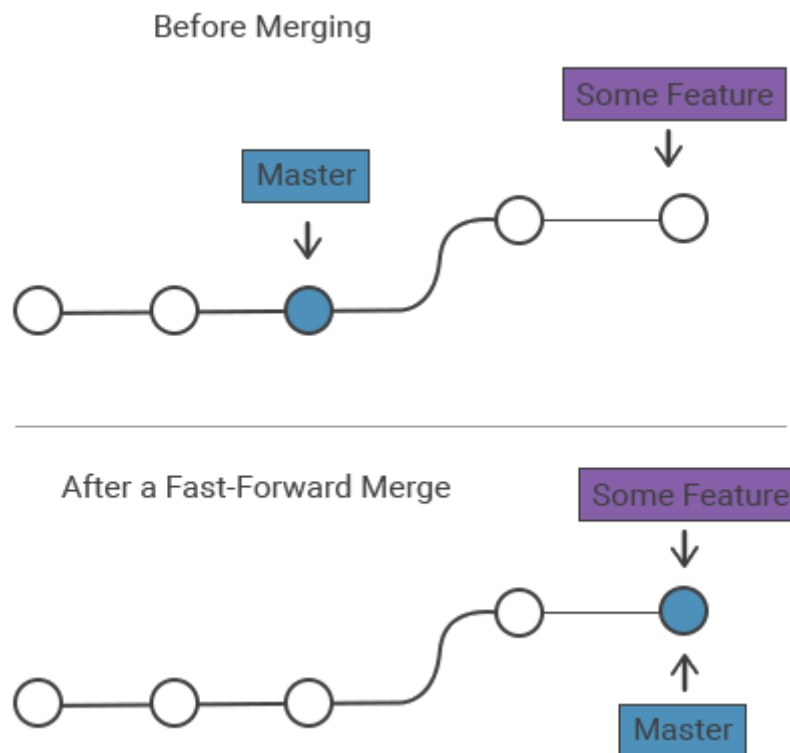 Before Merging
Some Feature
Master
After a Fast-Forward Merge
Some Feature
Master